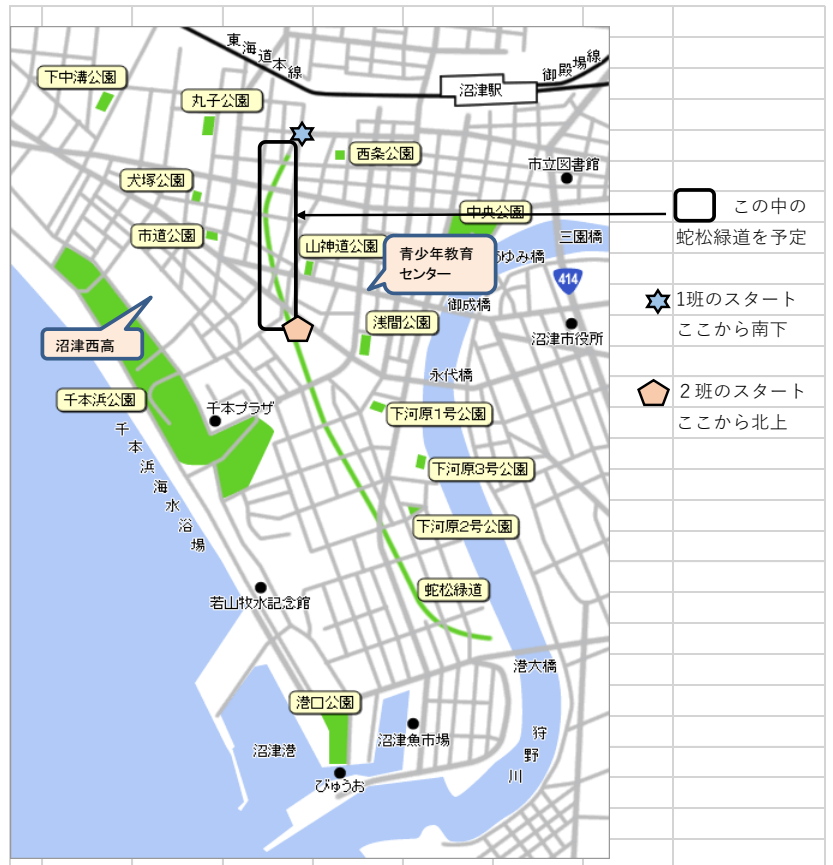 東海道本線
御殿場線
沼津駅
下中溝公園
丸子公園
西条公園
市立図書館
犬塚公園
中央公園
この中の
蛇松緑道を予定
市道公園
山神道公園
青少年教育
センター
三園橋
あゆみ橋
414
御成橋
1班のスタート
ここから南下
沼津西高
浅間公園
沼津市役所
永代橋
２班のスタート
ここから北上
千本浜公園
千本プラザ
下河原1号公園
千本浜海水浴場
下河原3号公園
下河原2号公園
蛇松緑道
若山牧水記念館
港大橋
港口公園
狩野川
沼津港
沼津魚市場
びゅうお